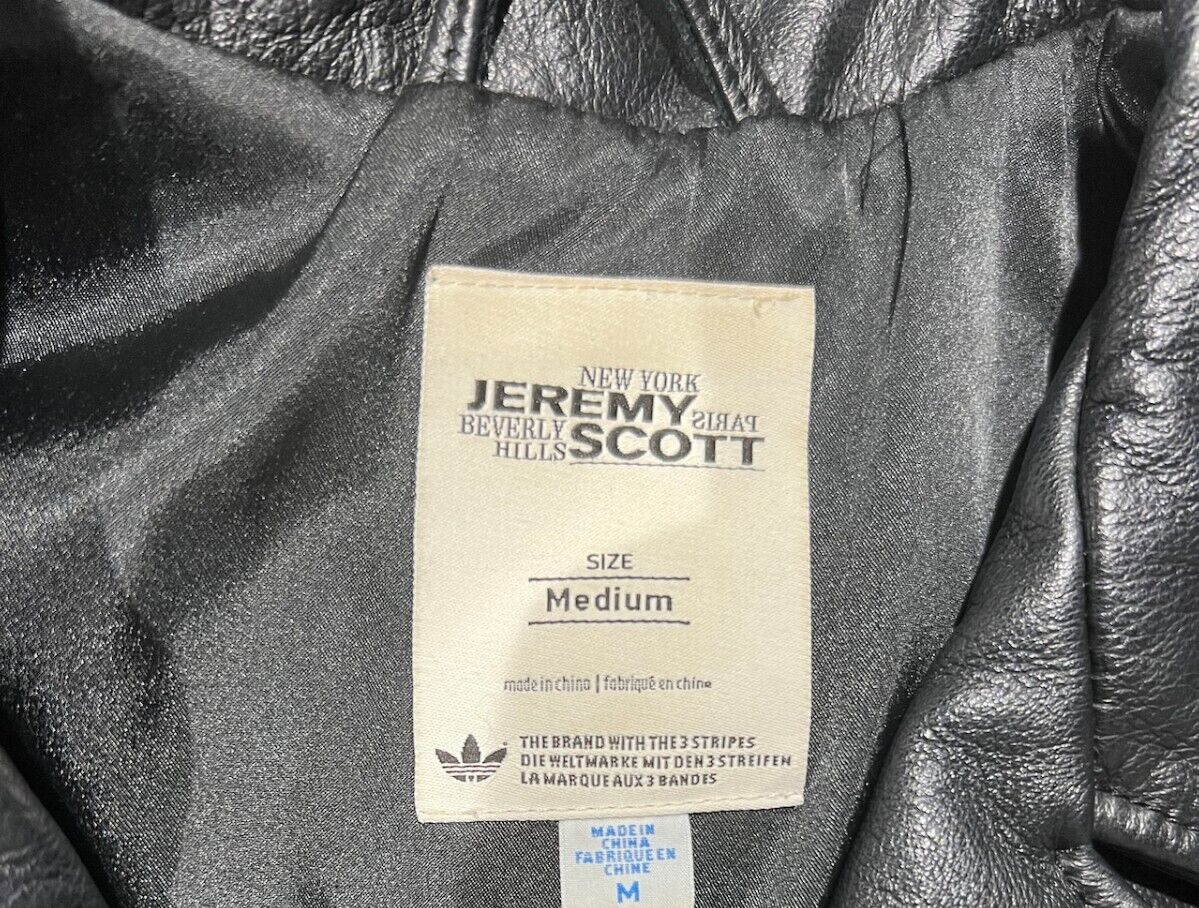 NEW YORK
JEREMY PARIS
BEVERLY SCOTT
HILLS
SIZE
Medium
made in china | fabriqué en chine
THE BRAND WITH THE 3 STRIPES
DIE WELTMARKE MIT DEN 3 STREIFEN
LA MARQUE AUX 3 BANDES
MADE IN
CHINA
FABRIQUE EN
CHINE
M